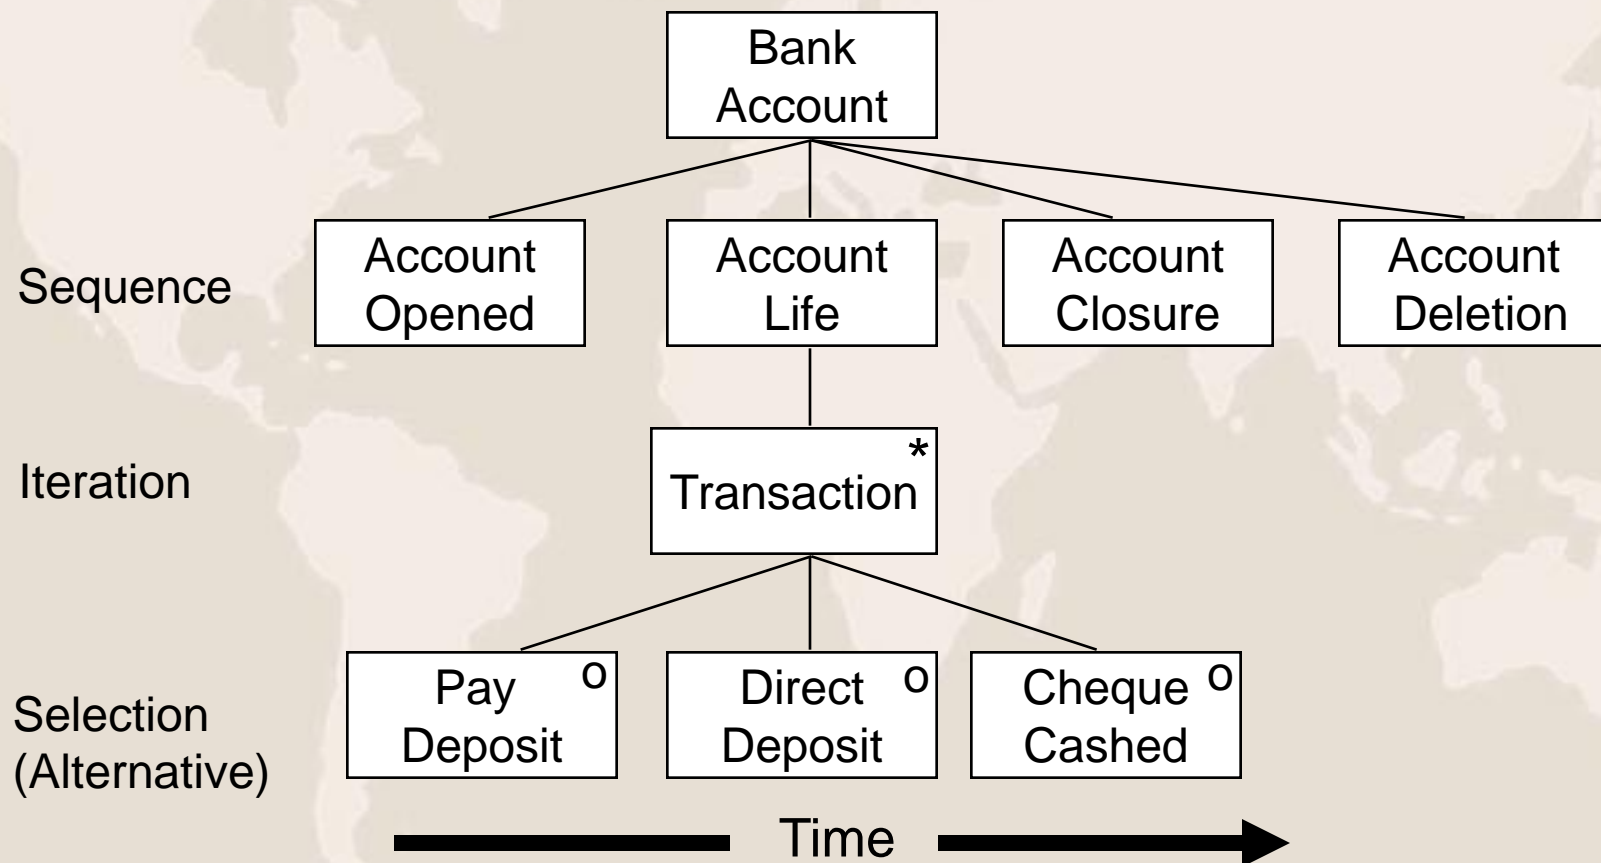 Bank
Account
Sequence
Account
Opened
Account
Life
Account
Closure
Account
Deletion
Iteration
Transaction
*
Selection
(Alternative)
Pay o
Deposit
Direct o
Deposit
Cheque o
Cashed
Time